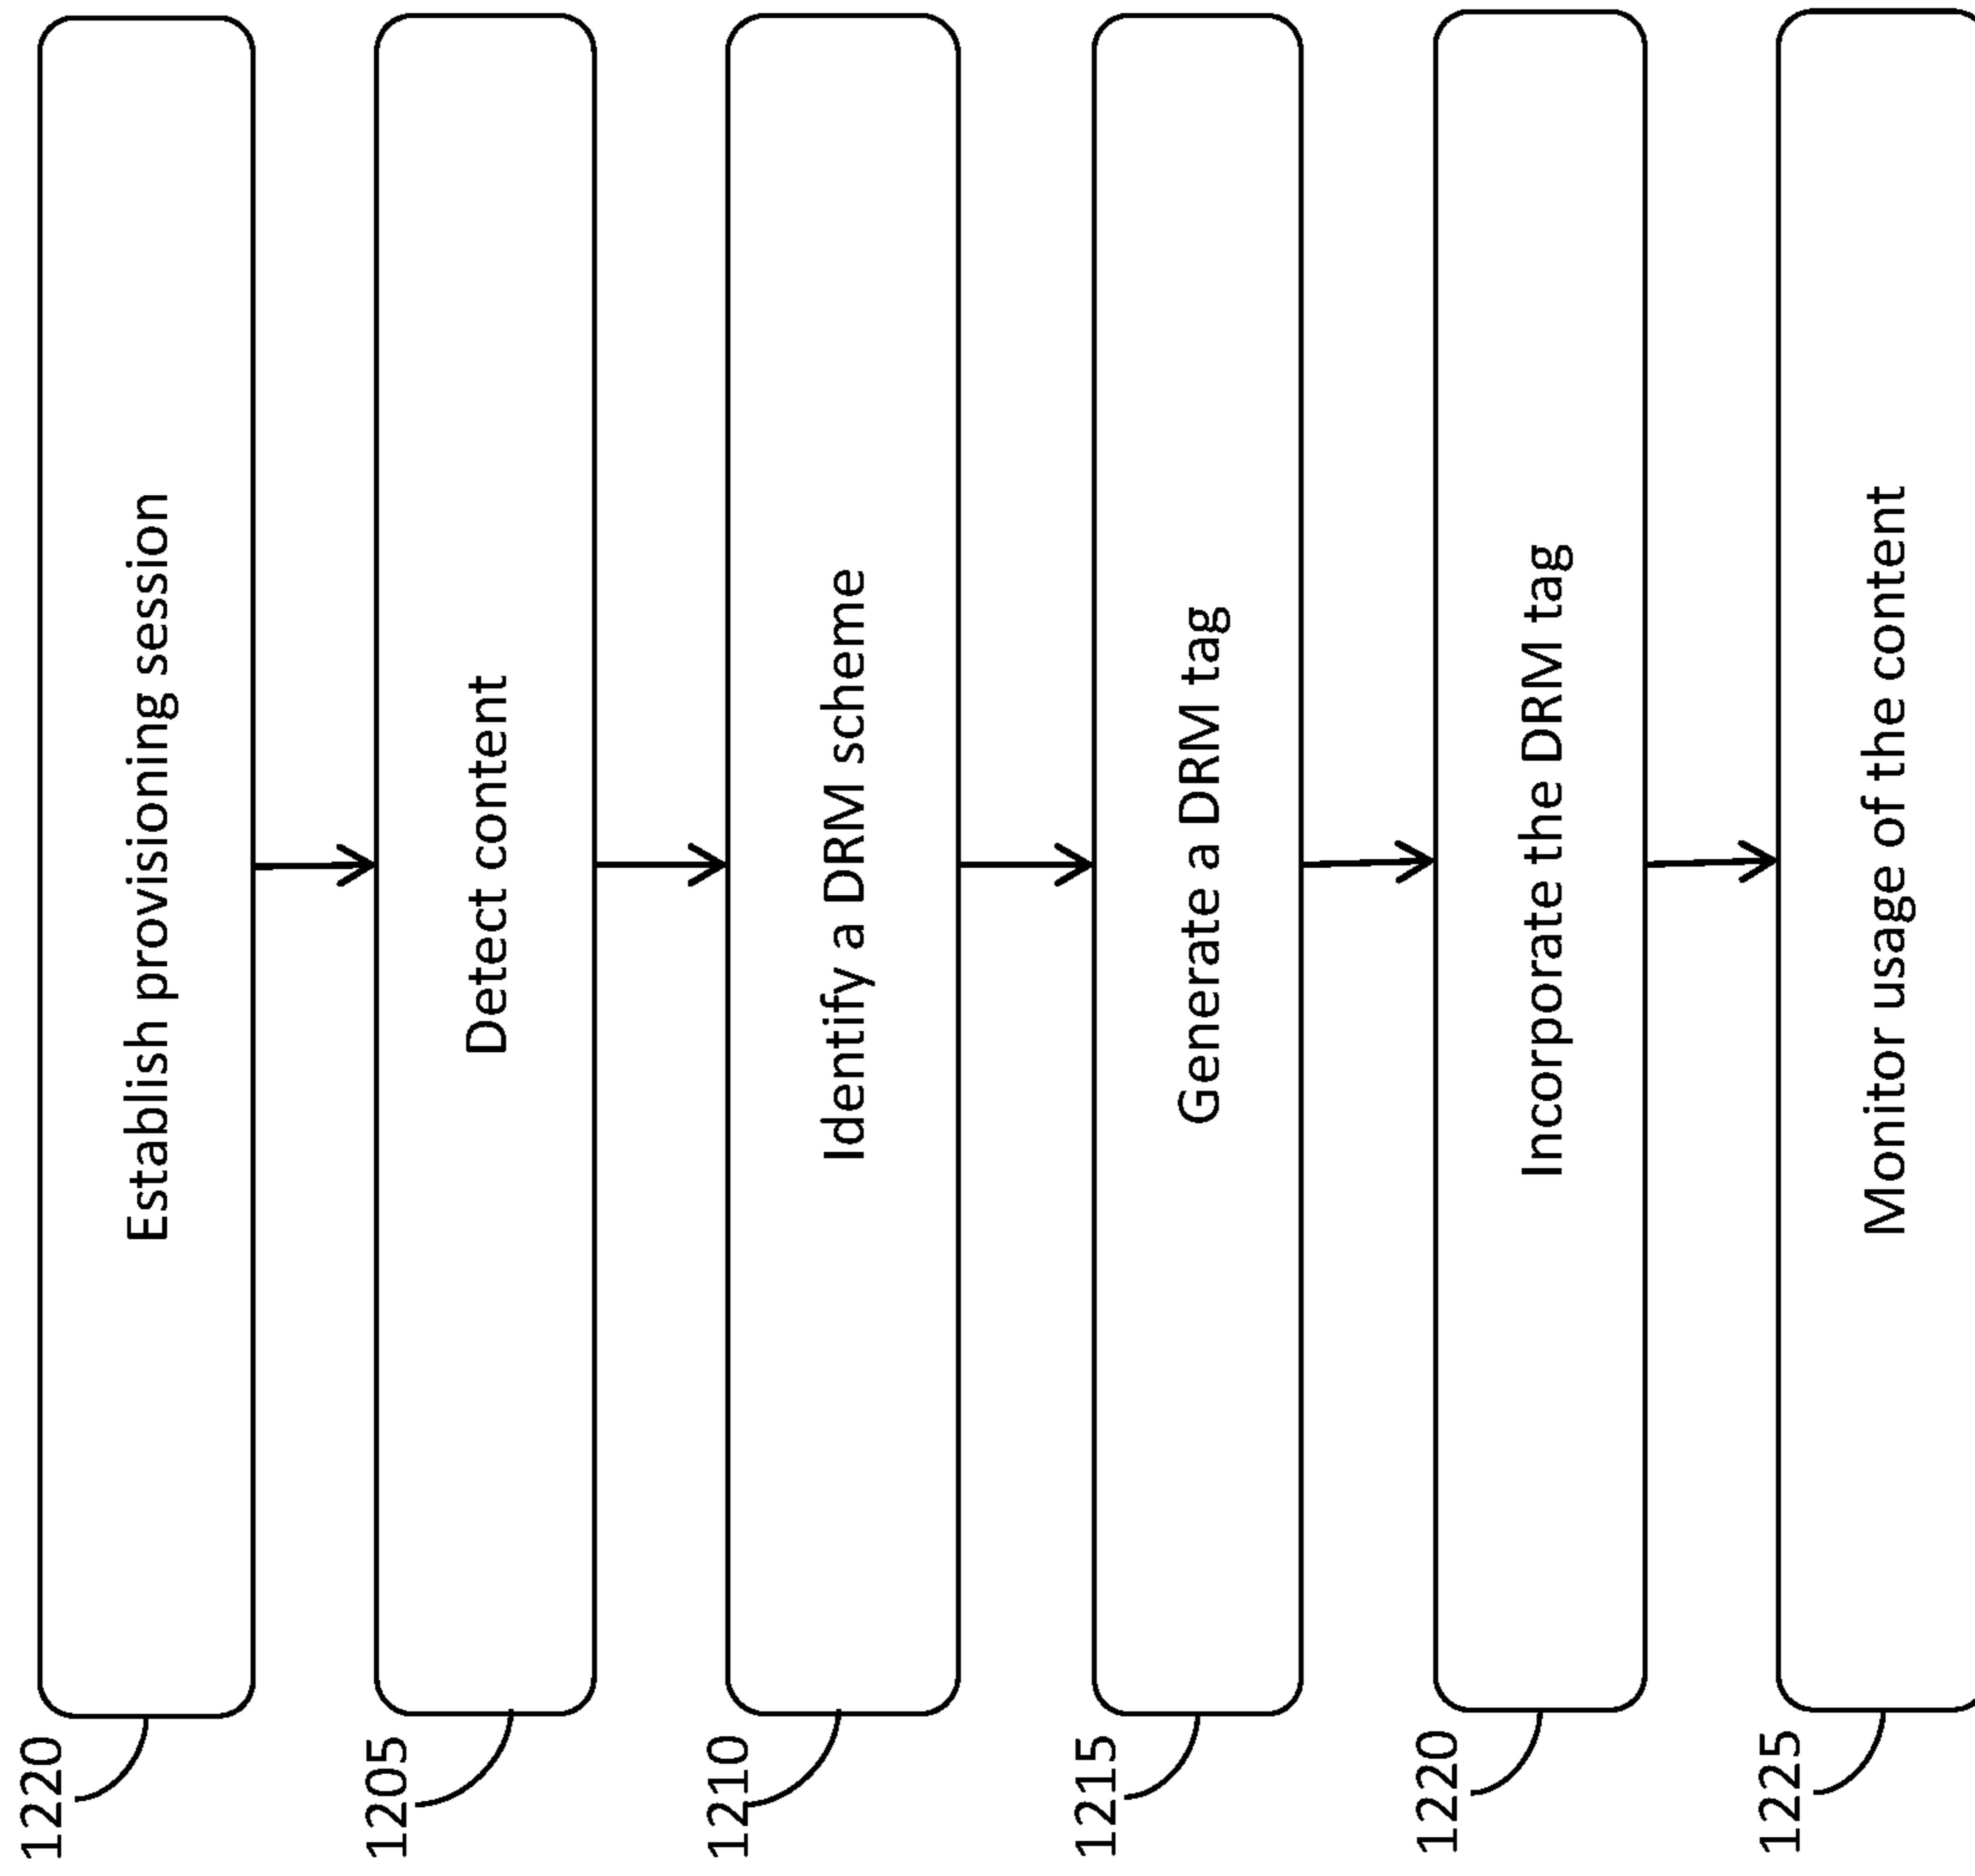 1220
Establish provisioning session
1205
Detect content
1210
Identify a DRM scheme
1215
Generate a DRM tag
1220
Incorporate the DRM tag
1225
Monitor usage of the content